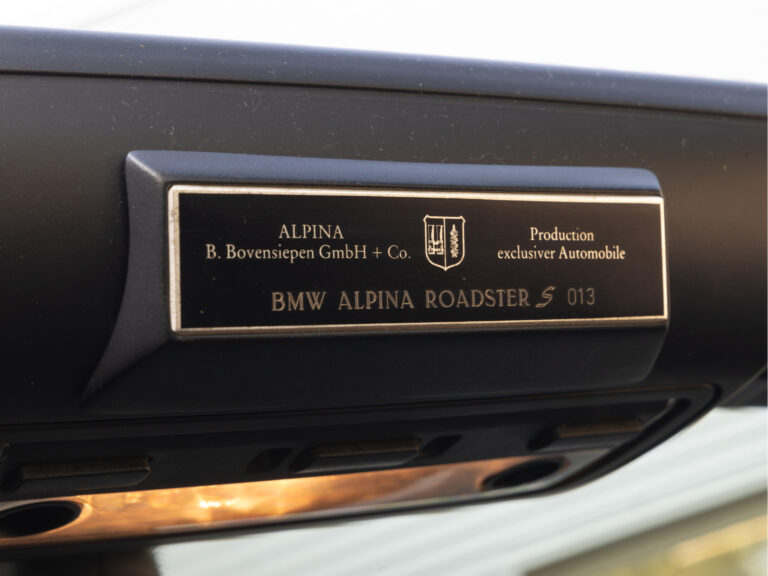 ALPINA
B. Bovensiepen GmbH + Co.
Production
exclusiver Automobile
BMW ALPINA ROADSTER S 013